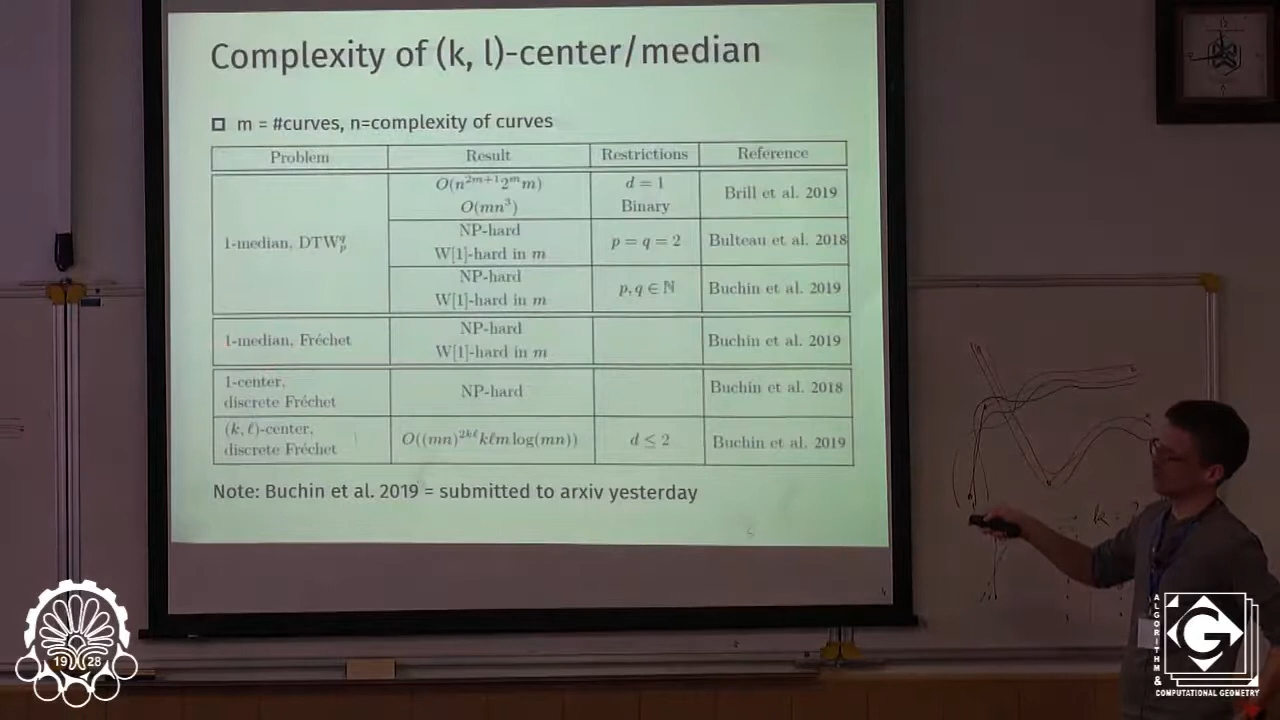 Complexity of (k, l)-center/median
m = #curves, n=complexity of curves
Problem Result Restrictions Reference
1-median, DTW_p^q O(n^{2m+1}2^m m) d = 1 Brill et al. 2019
O(mn^3) Binary
NP-hard p = q = 2 Bulteau et al. 2018
W[1]-hard in m
NP-hard p, q ∈ ℕ Buchin et al. 2019
W[1]-hard in m
1-median, Fréchet NP-hard Buchin et al. 2019
W[1]-hard in m
1-center, discrete Fréchet NP-hard Buchin et al. 2018
(k, ℓ)-center, discrete Fréchet O((mn)^{2kℓ}kℓm log(mn)) d ≤ 2 Buchin et al. 2019
Note: Buchin et al. 2019 = submitted to arxiv yesterday
19 28
ALGORITHM &
COMPUTATIONAL GEOMETRY
G